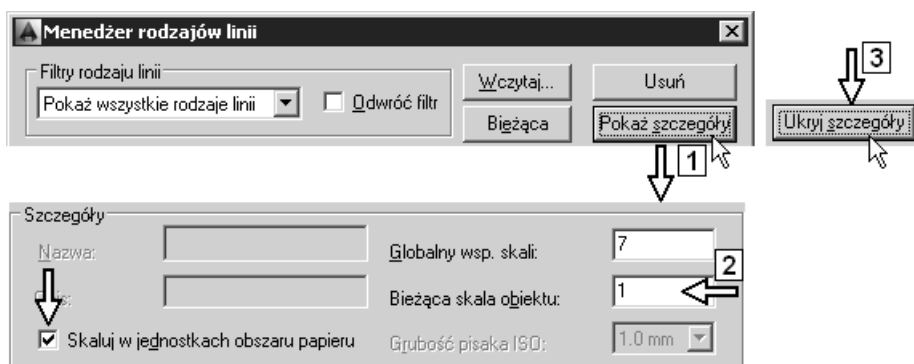 Menedżer rodzajów linii
Filtry rodzaju linii
Pokaż wszystkie rodzaje linii
Odwróć filtr
Wczytaj...
Usuń
Bieżąca
Pokaż szczegóły
3
Ukryj szczegóły
1
Szczegóły
Nazwa:
Globalny wsp. skali:
7
2
Bieżąca skala obiektu:
1
Skaluj w jednostkach obszaru papieru
Grubość pisaka ISO:
1.0 mm